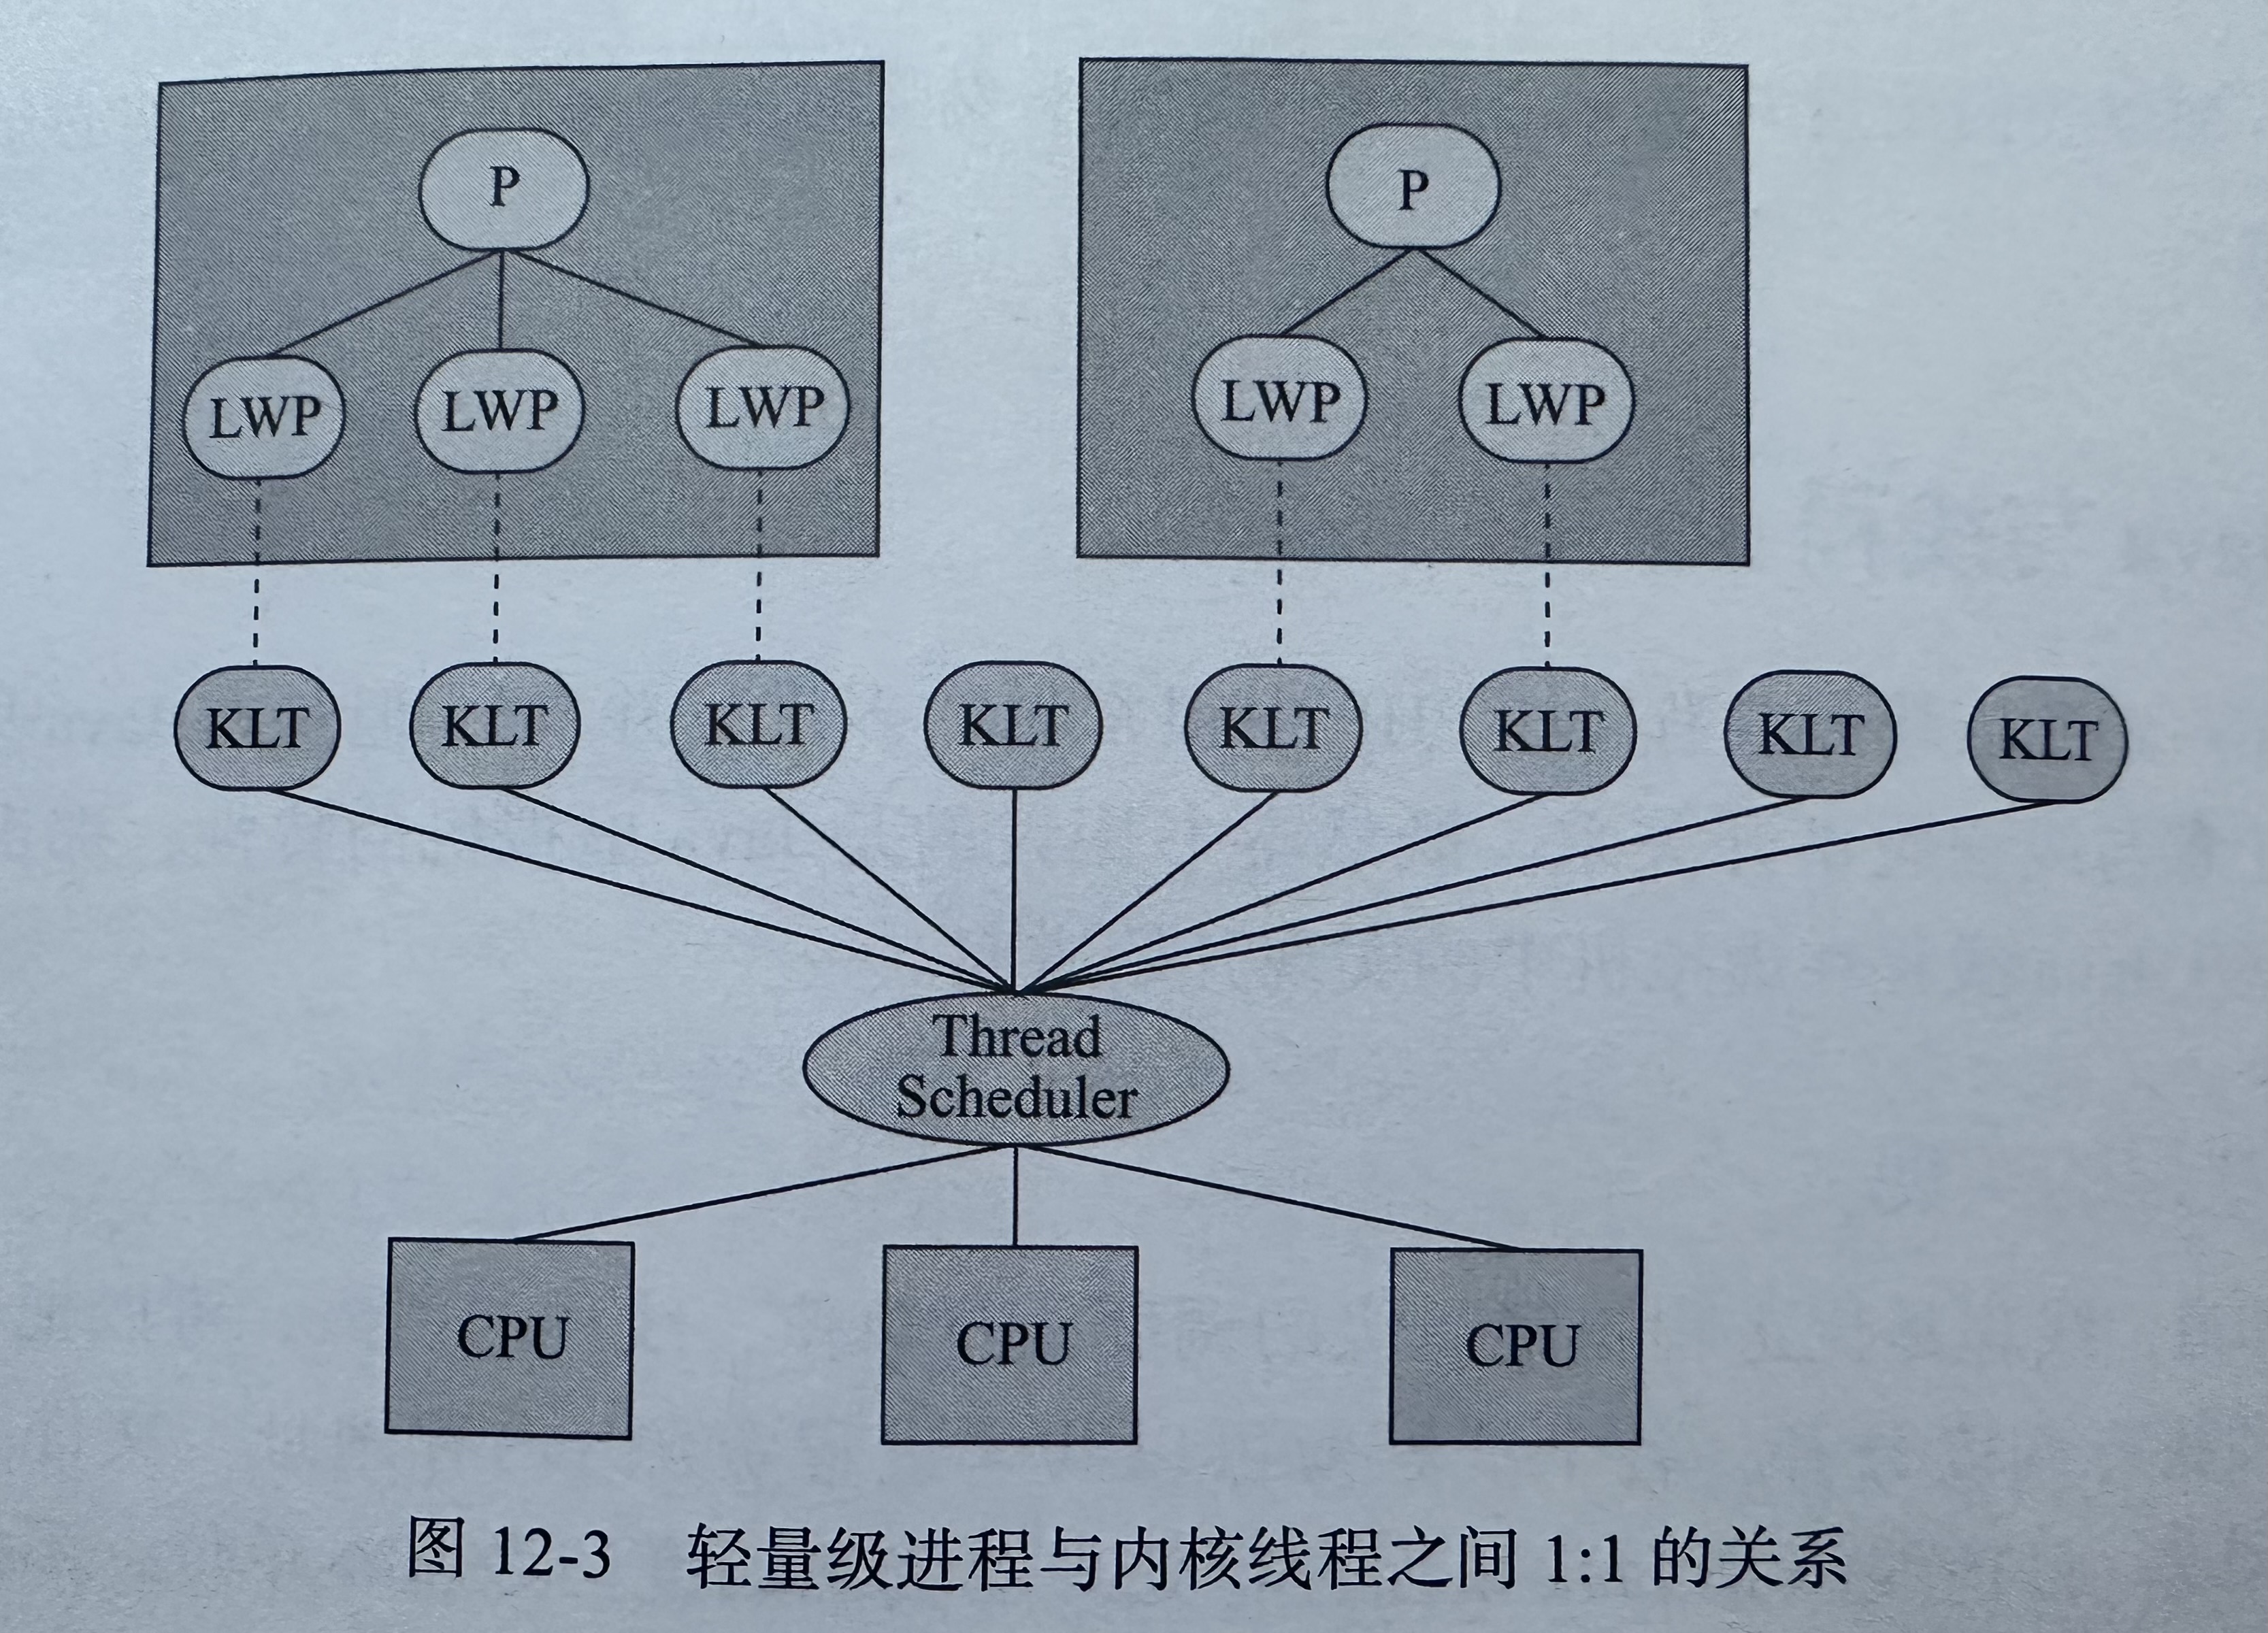 P
P
LWP
LWP
LWP
LWP
LWP
KLT
KLT
KLT
KLT
KLT
KLT
KLT
KLT
Thread
Scheduler
CPU
CPU
CPU
图 12-3 轻量级进程与内核线程之间 1:1 的关系